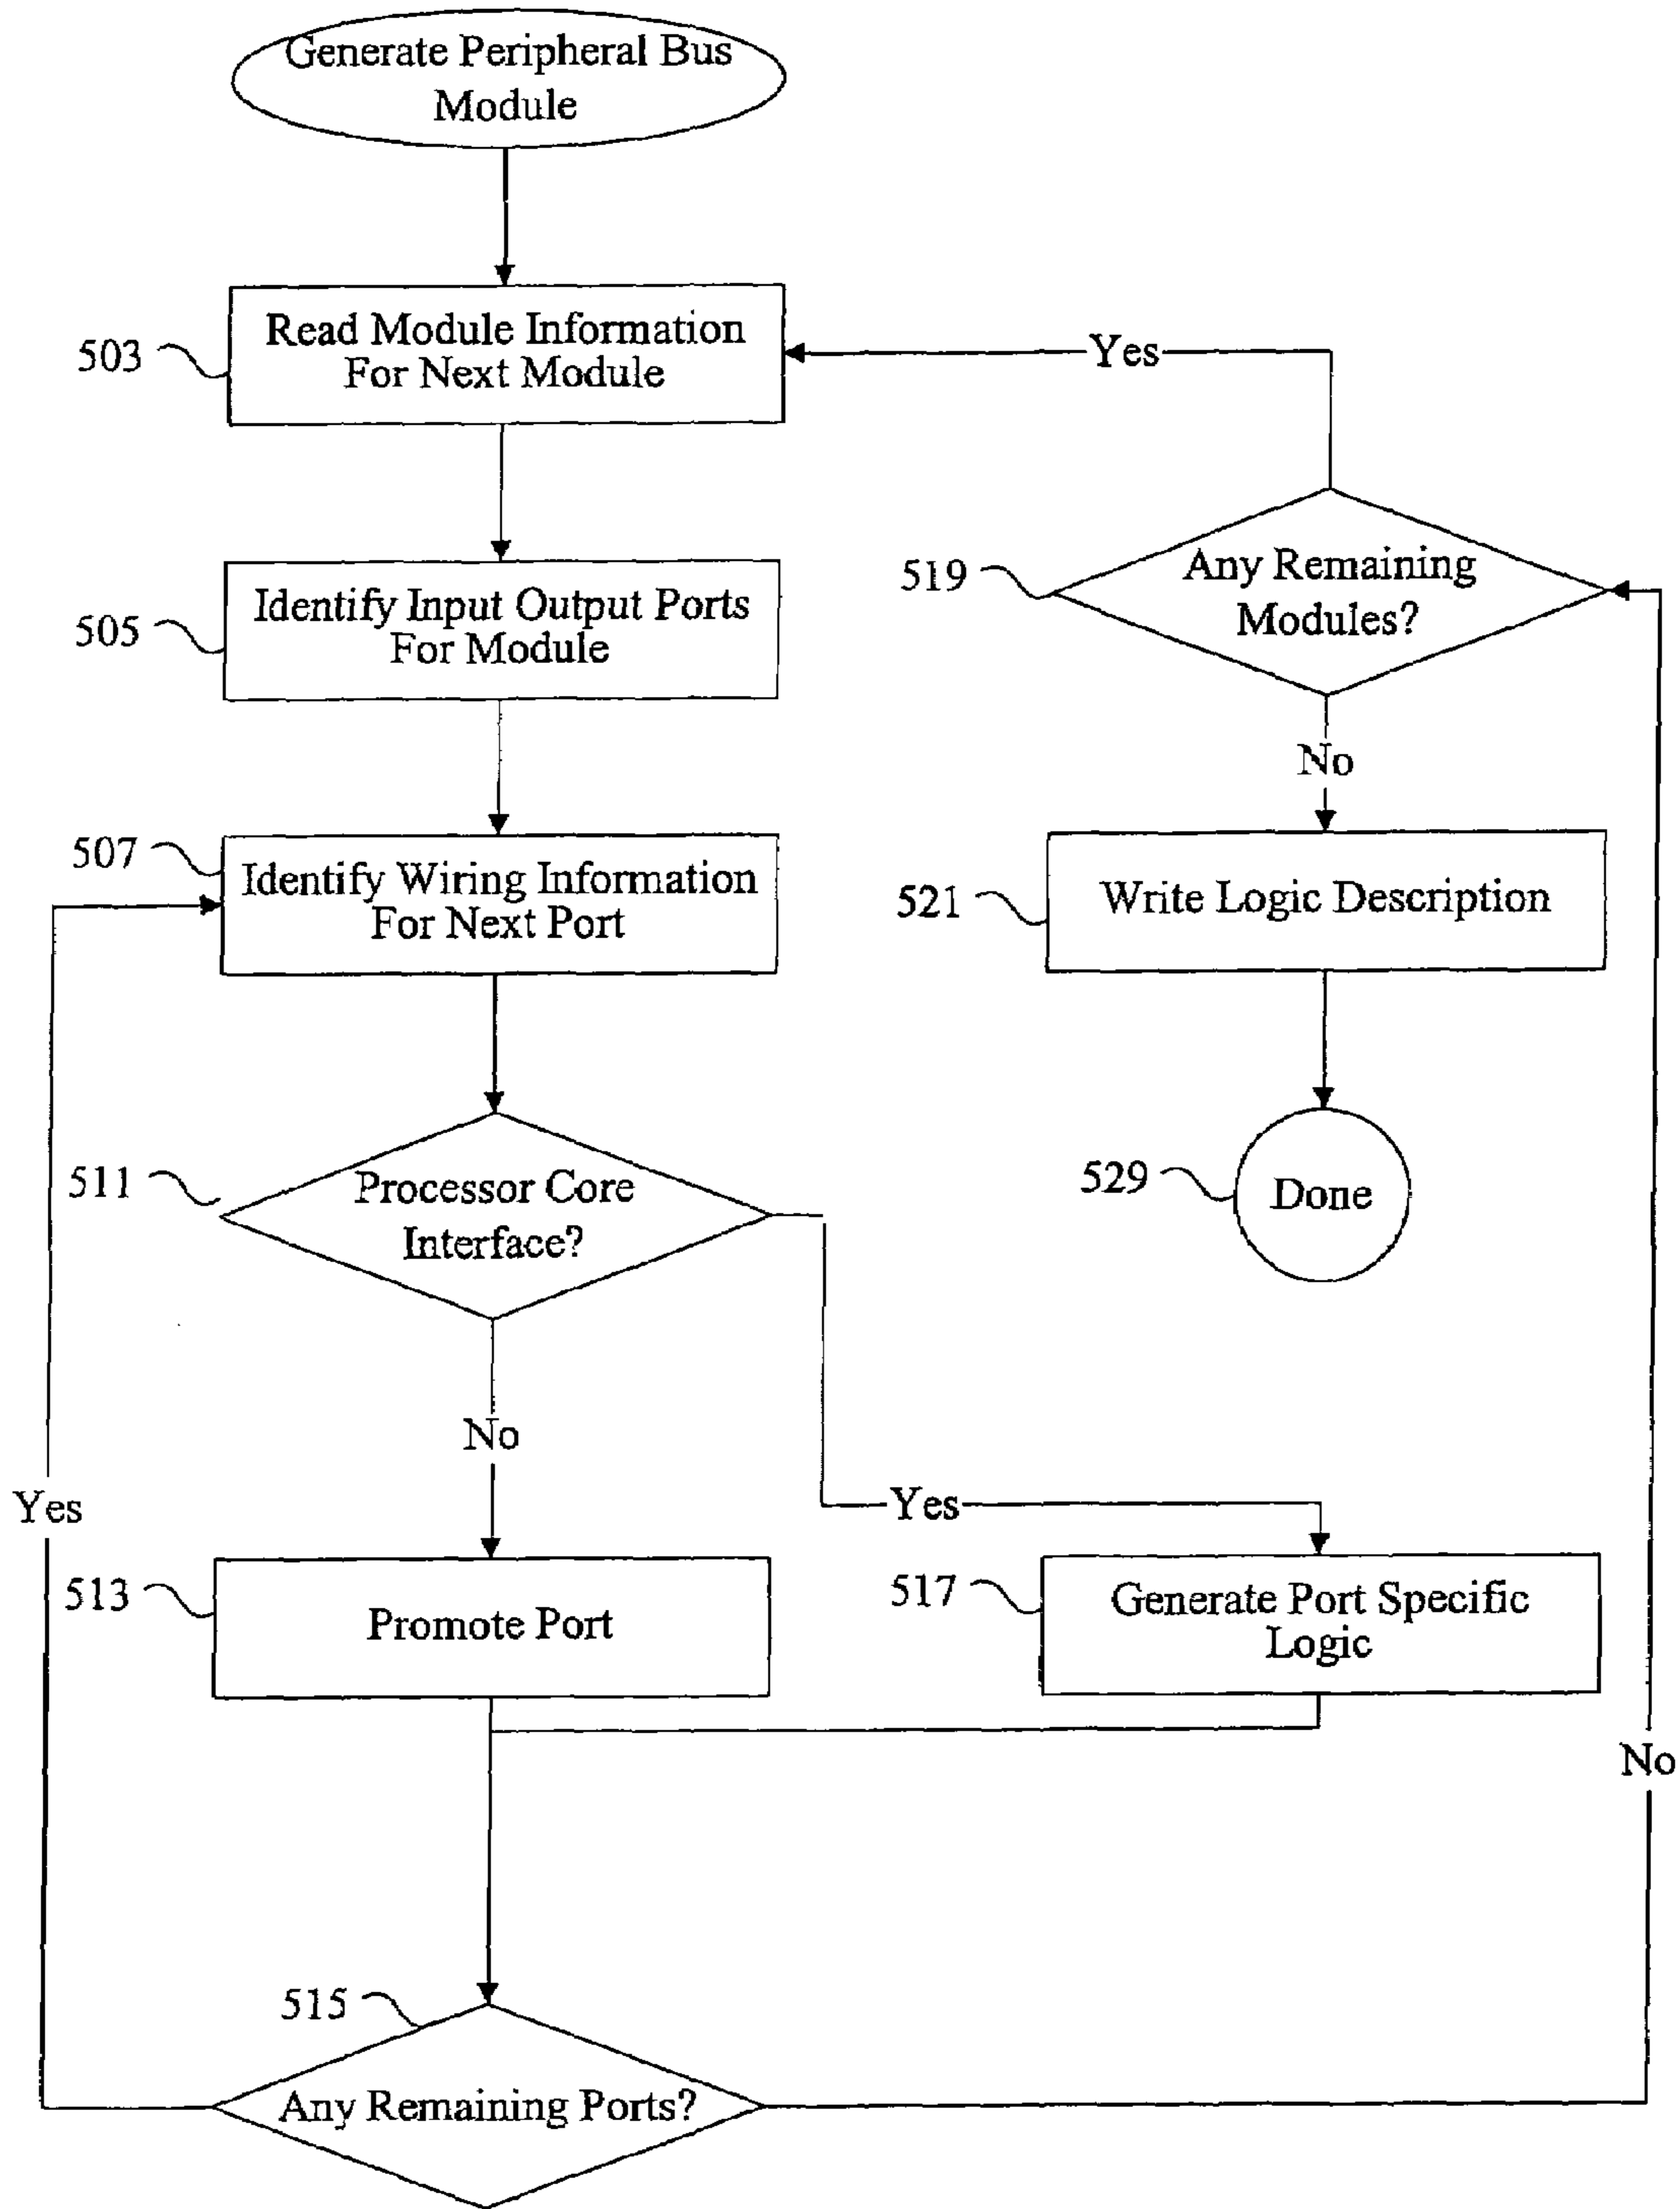 Generate Peripheral Bus
Module
503
Read Module Information
For Next Module
Yes
505
Identify Input Output Ports
For Module
519
Any Remaining
Modules?
No
507
Identify Wiring Information
For Next Port
521
Write Logic Description
511
Processor Core
Interface?
529
Done
No
Yes
Yes
513
Promote Port
517
Generate Port Specific
Logic
No
515
Any Remaining Ports?